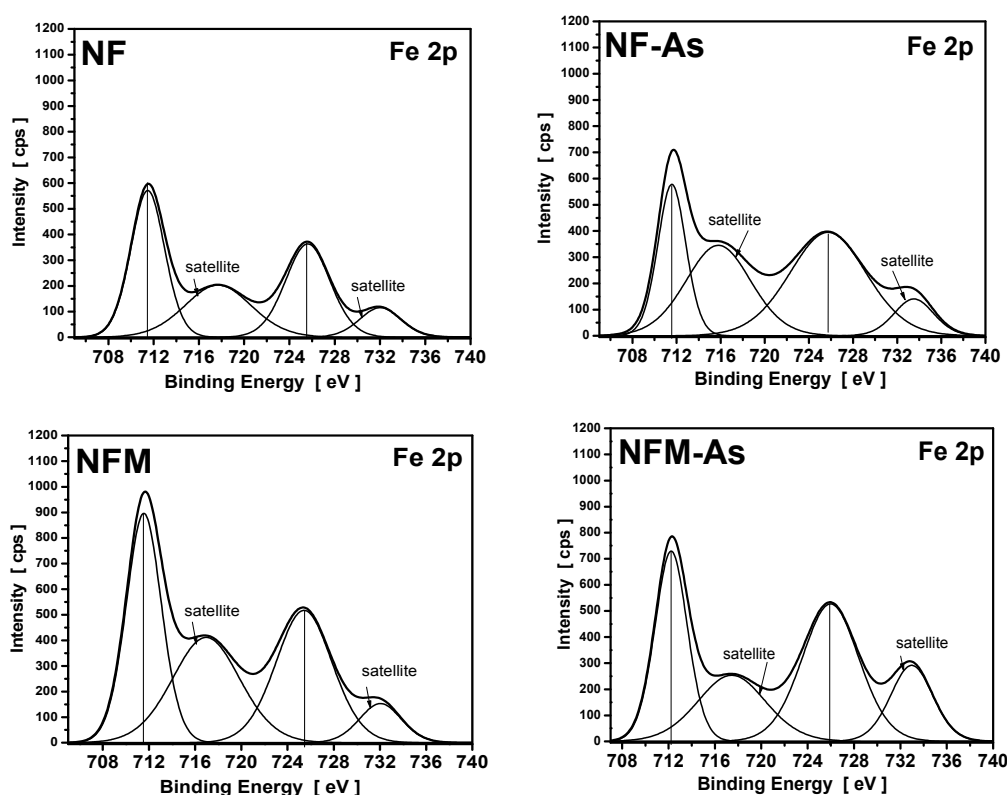 NF
Fe 2p
1200
1100
1000
900
800
700
600
500
400
300
200
100
0
Intensity [ cps]
satellite
satellite
708 712 716 720 724 728 732 736 740
Binding Energy [ eV ]
NF-As
Fe 2p
1200
1100
1000
900
800
700
600
500
400
300
200
100
0
Intensity [ cps ]
satellite
satellite
708 712 716 720 724 728 732 736 740
Binding Energy [ eV ]
NFM
Fe 2p
1200
1100
1000
900
800
700
600
500
400
300
200
100
0
Intensity [ cps ]
satellite
satellite
708 712 716 720 724 728 732 736 740
Binding Energy [ eV ]
NFM-As
Fe 2p
1200
1100
1000
900
800
700
600
500
400
300
200
100
0
Intensity [ cps ]
satellite
satellite
708 712 716 720 724 728 732 736 740
Binding Energy [ eV ]